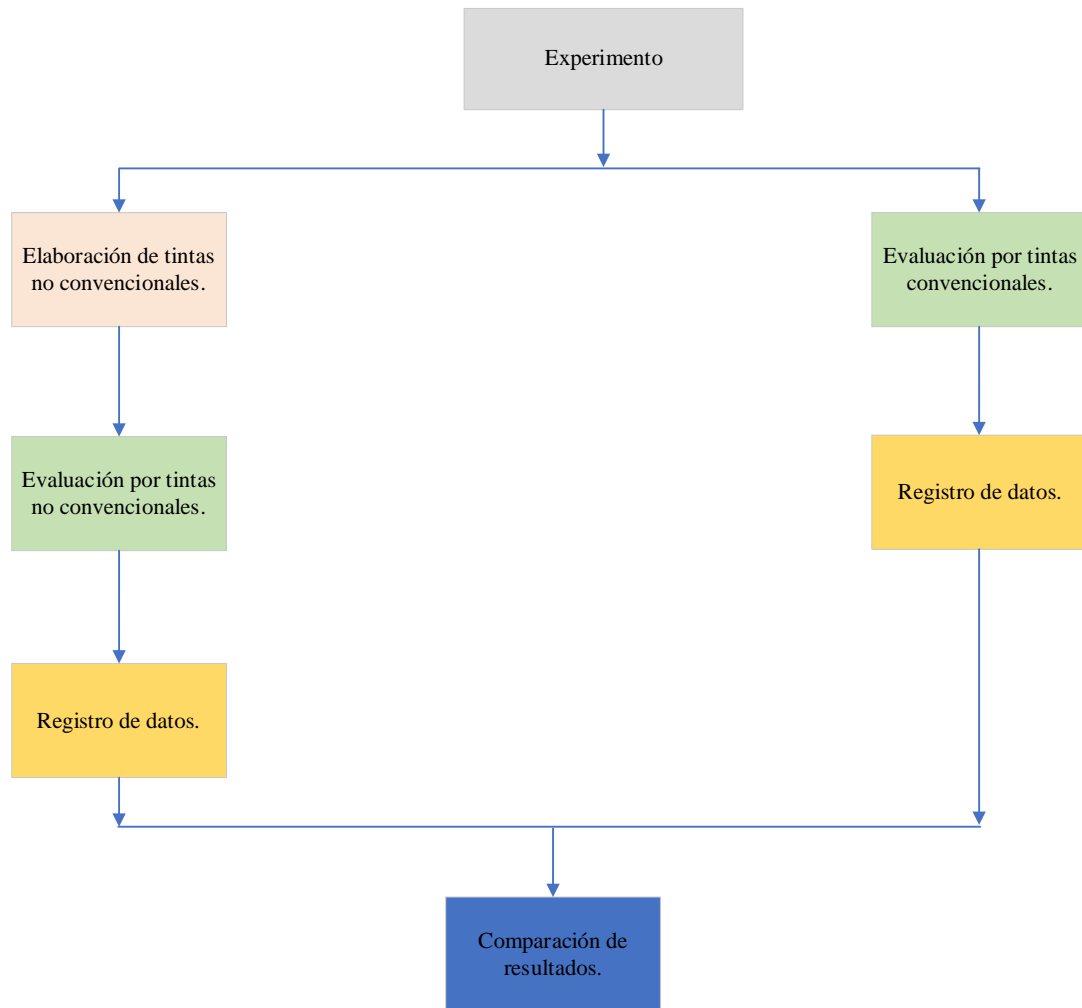 Experimento
Elaboración de tintas
no convencionales.
Evaluación por tintas
convencionales.
Evaluación por tintas
no convencionales.
Registro de datos.
Registro de datos.
Comparación de
resultados.